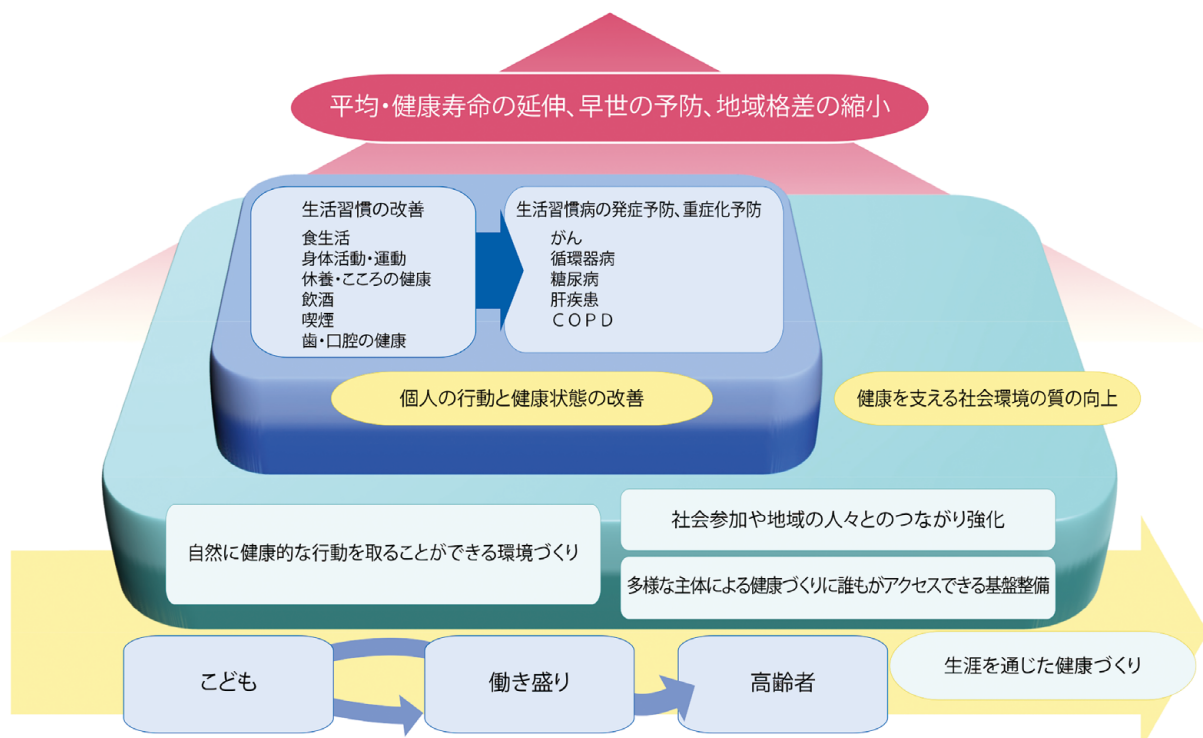 平均・健康寿命の延伸、早世の予防、地域格差の縮小
生活習慣の改善
食生活
身体活動・運動
休養・こころの健康
飲酒
喫煙
歯・口腔の健康
生活習慣病の発症予防、重症化予防
がん
循環器病
糖尿病
肝疾患
ＣＯＰＤ
個人の行動と健康状態の改善
健康を支える社会環境の質の向上
自然に健康的な行動を取ることができる環境づくり
社会参加や地域の人々とのつながり強化
多様な主体による健康づくりに誰もがアクセスできる基盤整備
こども
働き盛り
高齢者
生涯を通じた健康づくり